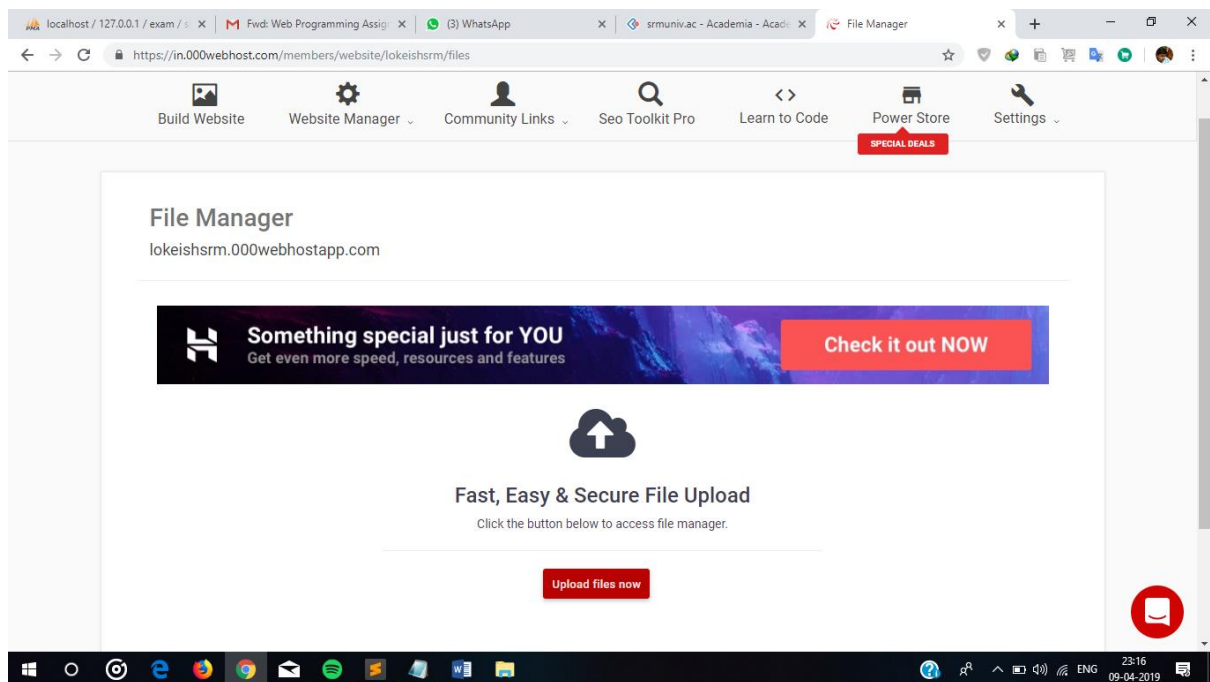 localhost / 127.0.0.1 / exam / s
Fwd: Web Programming Assign
(3) WhatsApp
srmuniv.ac - Academia - Acade
File Manager
https://in.000webhost.com/members/website/lokeishsrm/files
Build Website
Website Manager
Community Links
Seo Toolkit Pro
Learn to Code
Power Store
Settings
SPECIAL DEALS
File Manager
lokeishsrm.000webhostapp.com
Something special just for YOU
Get even more speed, resources and features
Check it out NOW
Fast, Easy & Secure File Upload
Click the button below to access file manager.
Upload files now
ENG
23:16
09-04-2019